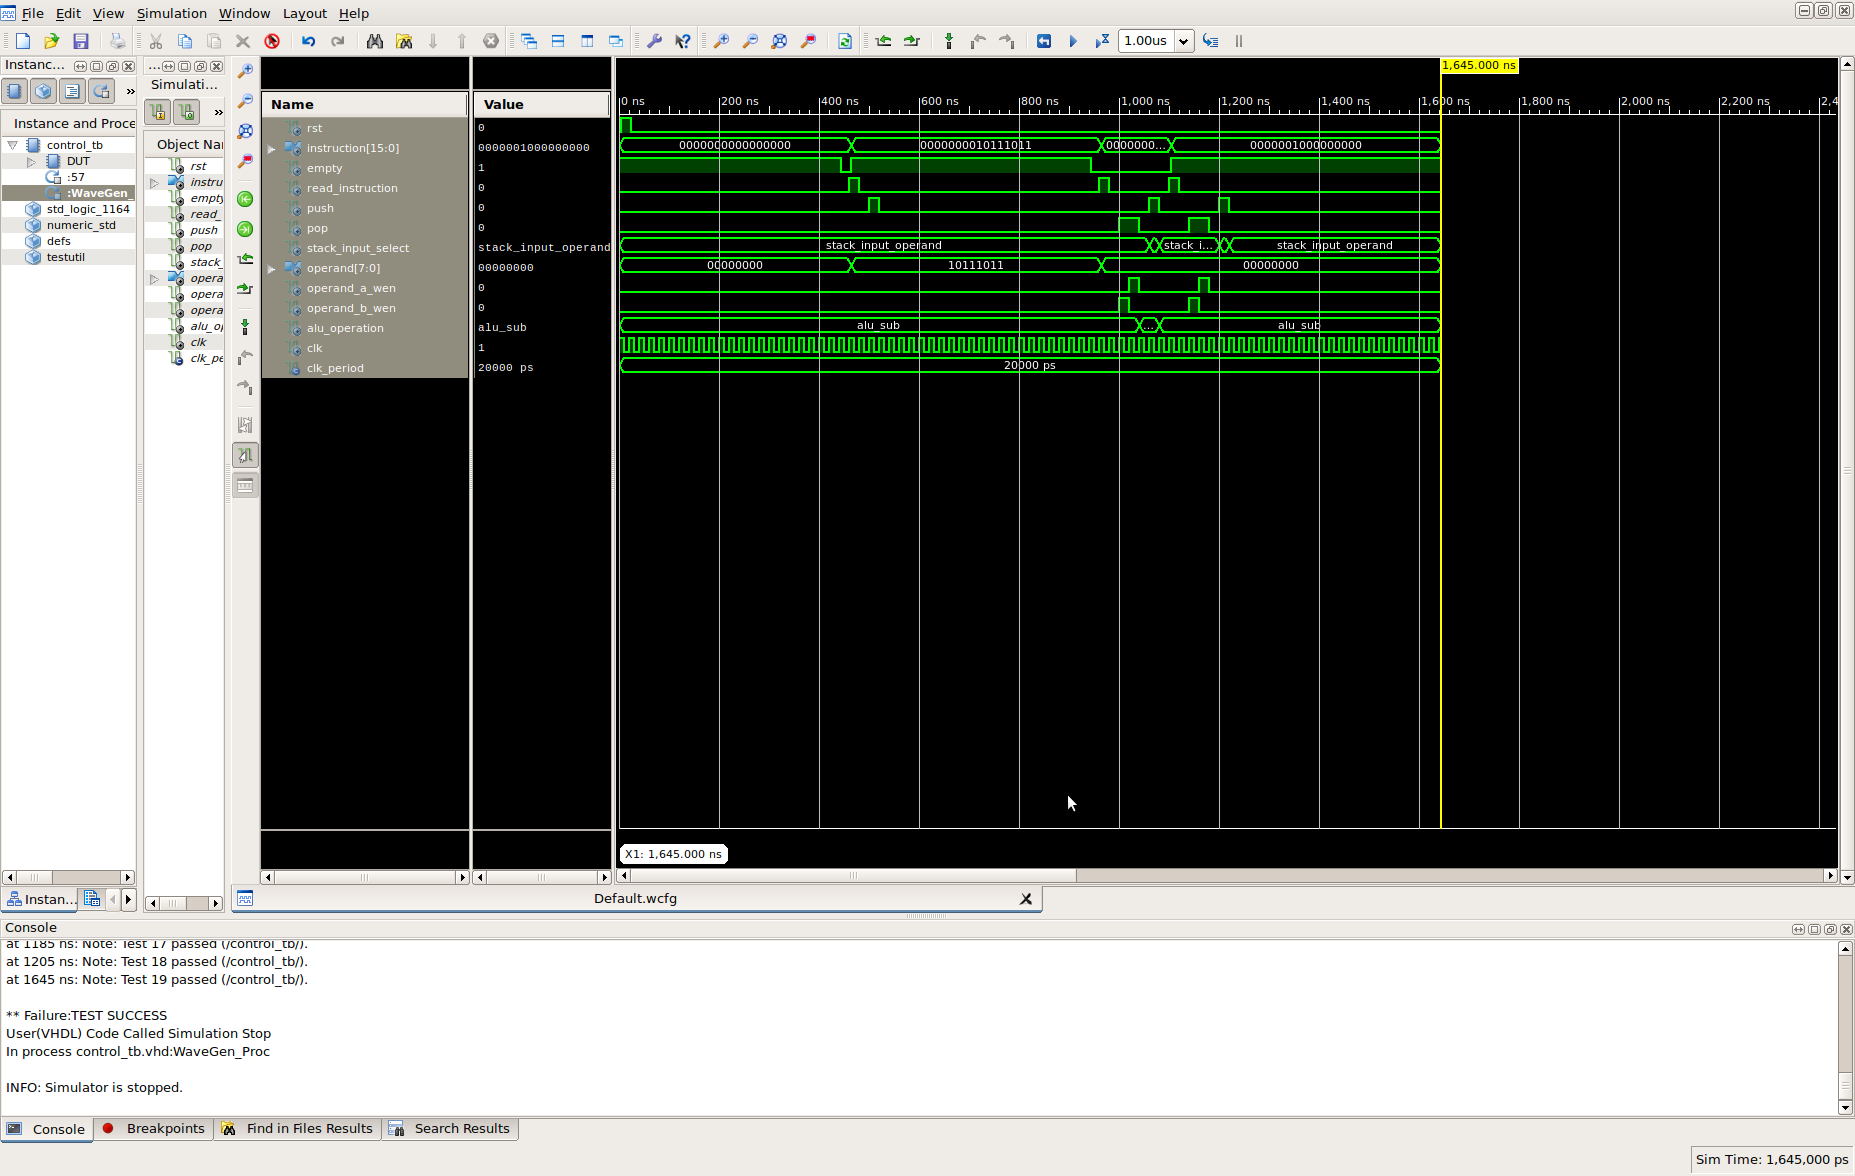 File Edit View Simulation Window Layout Help
1.00us
Instanc...
...
Simulati...
»
»
Instance and Proce
control_tb
DUT
:57
:WaveGen_
std_logic_1164
numeric_std
defs
testutil
Instan...
Object Nar
rst
instru
empty
read_
push
pop
stack_
opera
opera
opera
alu_op
clk
clk_pe
Name
rst
instruction[15:0]
empty
read_instruction
push
pop
stack_input_select
operand[7:0]
operand_a_wen
operand_b_wen
alu_operation
clk
clk_period
Value
0
0000001000000000
1
0
0
0
stack_input_operand
00000000
0
0
alu_sub
1
20000 ps
1,645.000 ns
0 ns 200 ns 400 ns 600 ns 800 ns 1,000 ns 1,200 ns 1,400 ns 1,600 ns 1,800 ns 2,000 ns 2,200 ns 2,4
0000000000000000 0000000010111011 0000000... 0000001000000000
stack_input_operand stack_i... stack_input_operand
00000000 10111011 00000000
alu_sub ... alu_sub
20000 ps
X1: 1,645.000 ns
Default.wcfg
Console
at 1185 ns: Note: Test 17 passed (/control_tb/).
at 1205 ns: Note: Test 18 passed (/control_tb/).
at 1645 ns: Note: Test 19 passed (/control_tb/).
** Failure:TEST SUCCESS
User(VHDL) Code Called Simulation Stop
In process control_tb.vhd:WaveGen_Proc
INFO: Simulator is stopped.
Console Breakpoints Find in Files Results Search Results
Sim Time: 1,645,000 ps